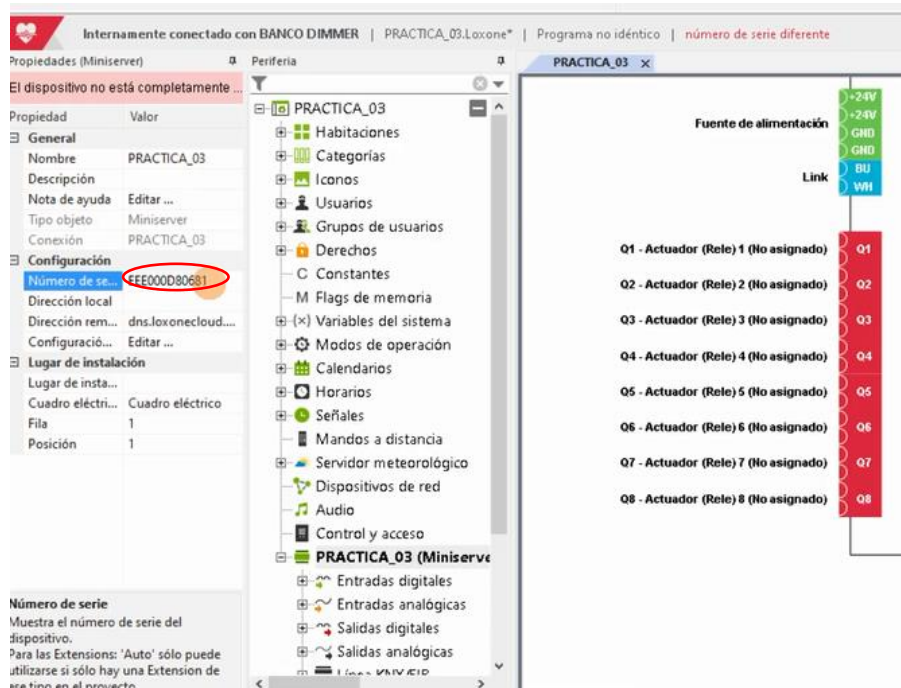 Internamente conectado con BANCO DIMMER | PRACTICA_03.Loxone* | Programa no idéntico | número de serie diferente
Propiedades (Miniserver)
El dispositivo no está completamente ...
Propiedad Valor
General
Nombre PRACTICA_03
Descripción
Nota de ayuda Editar ...
Tipo objeto Miniserver
Conexión PRACTICA_03
Configuración
Número de se... EEE000D80681
Dirección local
Dirección rem... dns.loxonecloud....
Configuració... Editar ...
Lugar de instalación
Lugar de insta...
Cuadro eléctri... Cuadro eléctrico
Fila 1
Posición 1
Número de serie
Muestra el número de serie del
dispositivo.
Para las Extensions: 'Auto' sólo puede
utilizarse si sólo hay una Extension de
ese tipo en el proyecto
Periferia
PRACTICA_03
Habitaciones
Categorías
Iconos
Usuarios
Grupos de usuarios
Derechos
C Constantes
M Flags de memoria
(×) Variables del sistema
Modos de operación
Calendarios
Horarios
Señales
Mandos a distancia
Servidor meteorológico
Dispositivos de red
Audio
Control y acceso
PRACTICA_03 (Miniserve
Entradas digitales
Entradas analógicas
Salidas digitales
Salidas analógicas
Línea KNX/EIB
PRACTICA_03 ×
Fuente de alimentación
+24V
+24V
GND
GND
Link
BU
WH
Q1 - Actuador (Rele) 1 (No asignado) Q1
Q2 - Actuador (Rele) 2 (No asignado) Q2
Q3 - Actuador (Rele) 3 (No asignado) Q3
Q4 - Actuador (Rele) 4 (No asignado) Q4
Q5 - Actuador (Rele) 5 (No asignado) Q5
Q6 - Actuador (Rele) 6 (No asignado) Q6
Q7 - Actuador (Rele) 7 (No asignado) Q7
Q8 - Actuador (Rele) 8 (No asignado) Q8